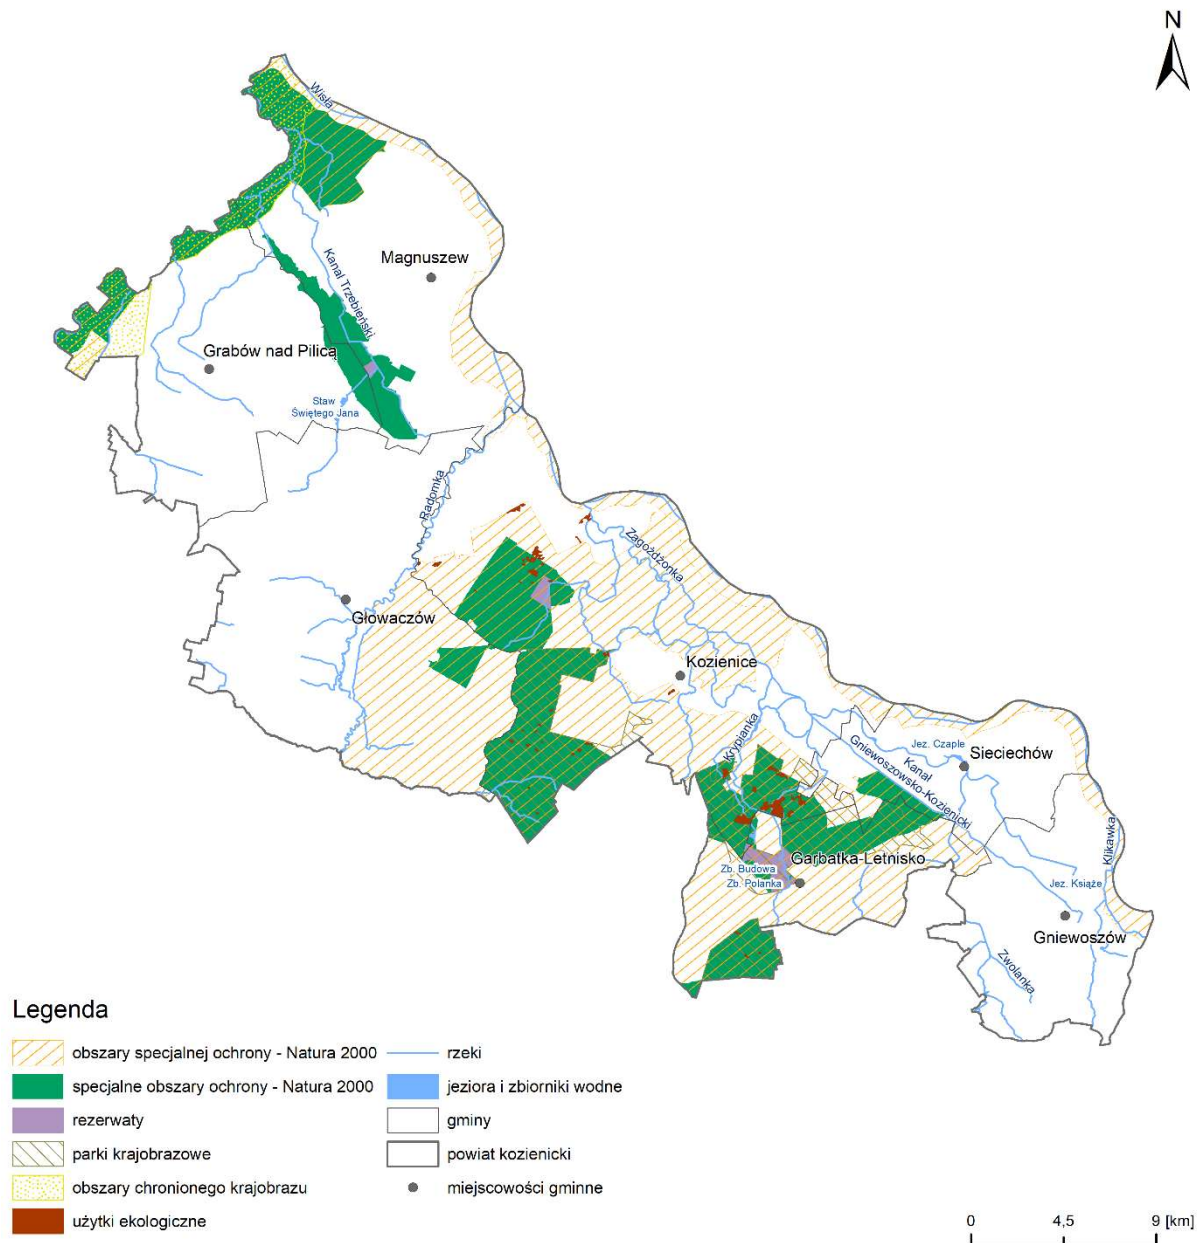 N
Wisła
Magnuszew
Kanał Trzebieński
Grabów nad Pilicą
Staw
Świętego Jana
Radomka
Zagożdżonka
Głowaczów
Kozienice
Krypianka
Jez. Czaple
Sieciechów
Kanał
Gniewoszowsko-Kozienicki
Klikawka
Garbatka-Letnisko
Zb. Budowa
Zb. Polanka
Jez. Książe
Gniewoszów
Zwolanka
Legenda
obszary specjalnej ochrony - Natura 2000
specjalne obszary ochrony - Natura 2000
rezerwaty
parki krajobrazowe
obszary chronionego krajobrazu
użytki ekologiczne
rzeki
jeziora i zbiorniki wodne
gminy
powiat kozienicki
miejscowości gminne
0 4,5 9 [km]